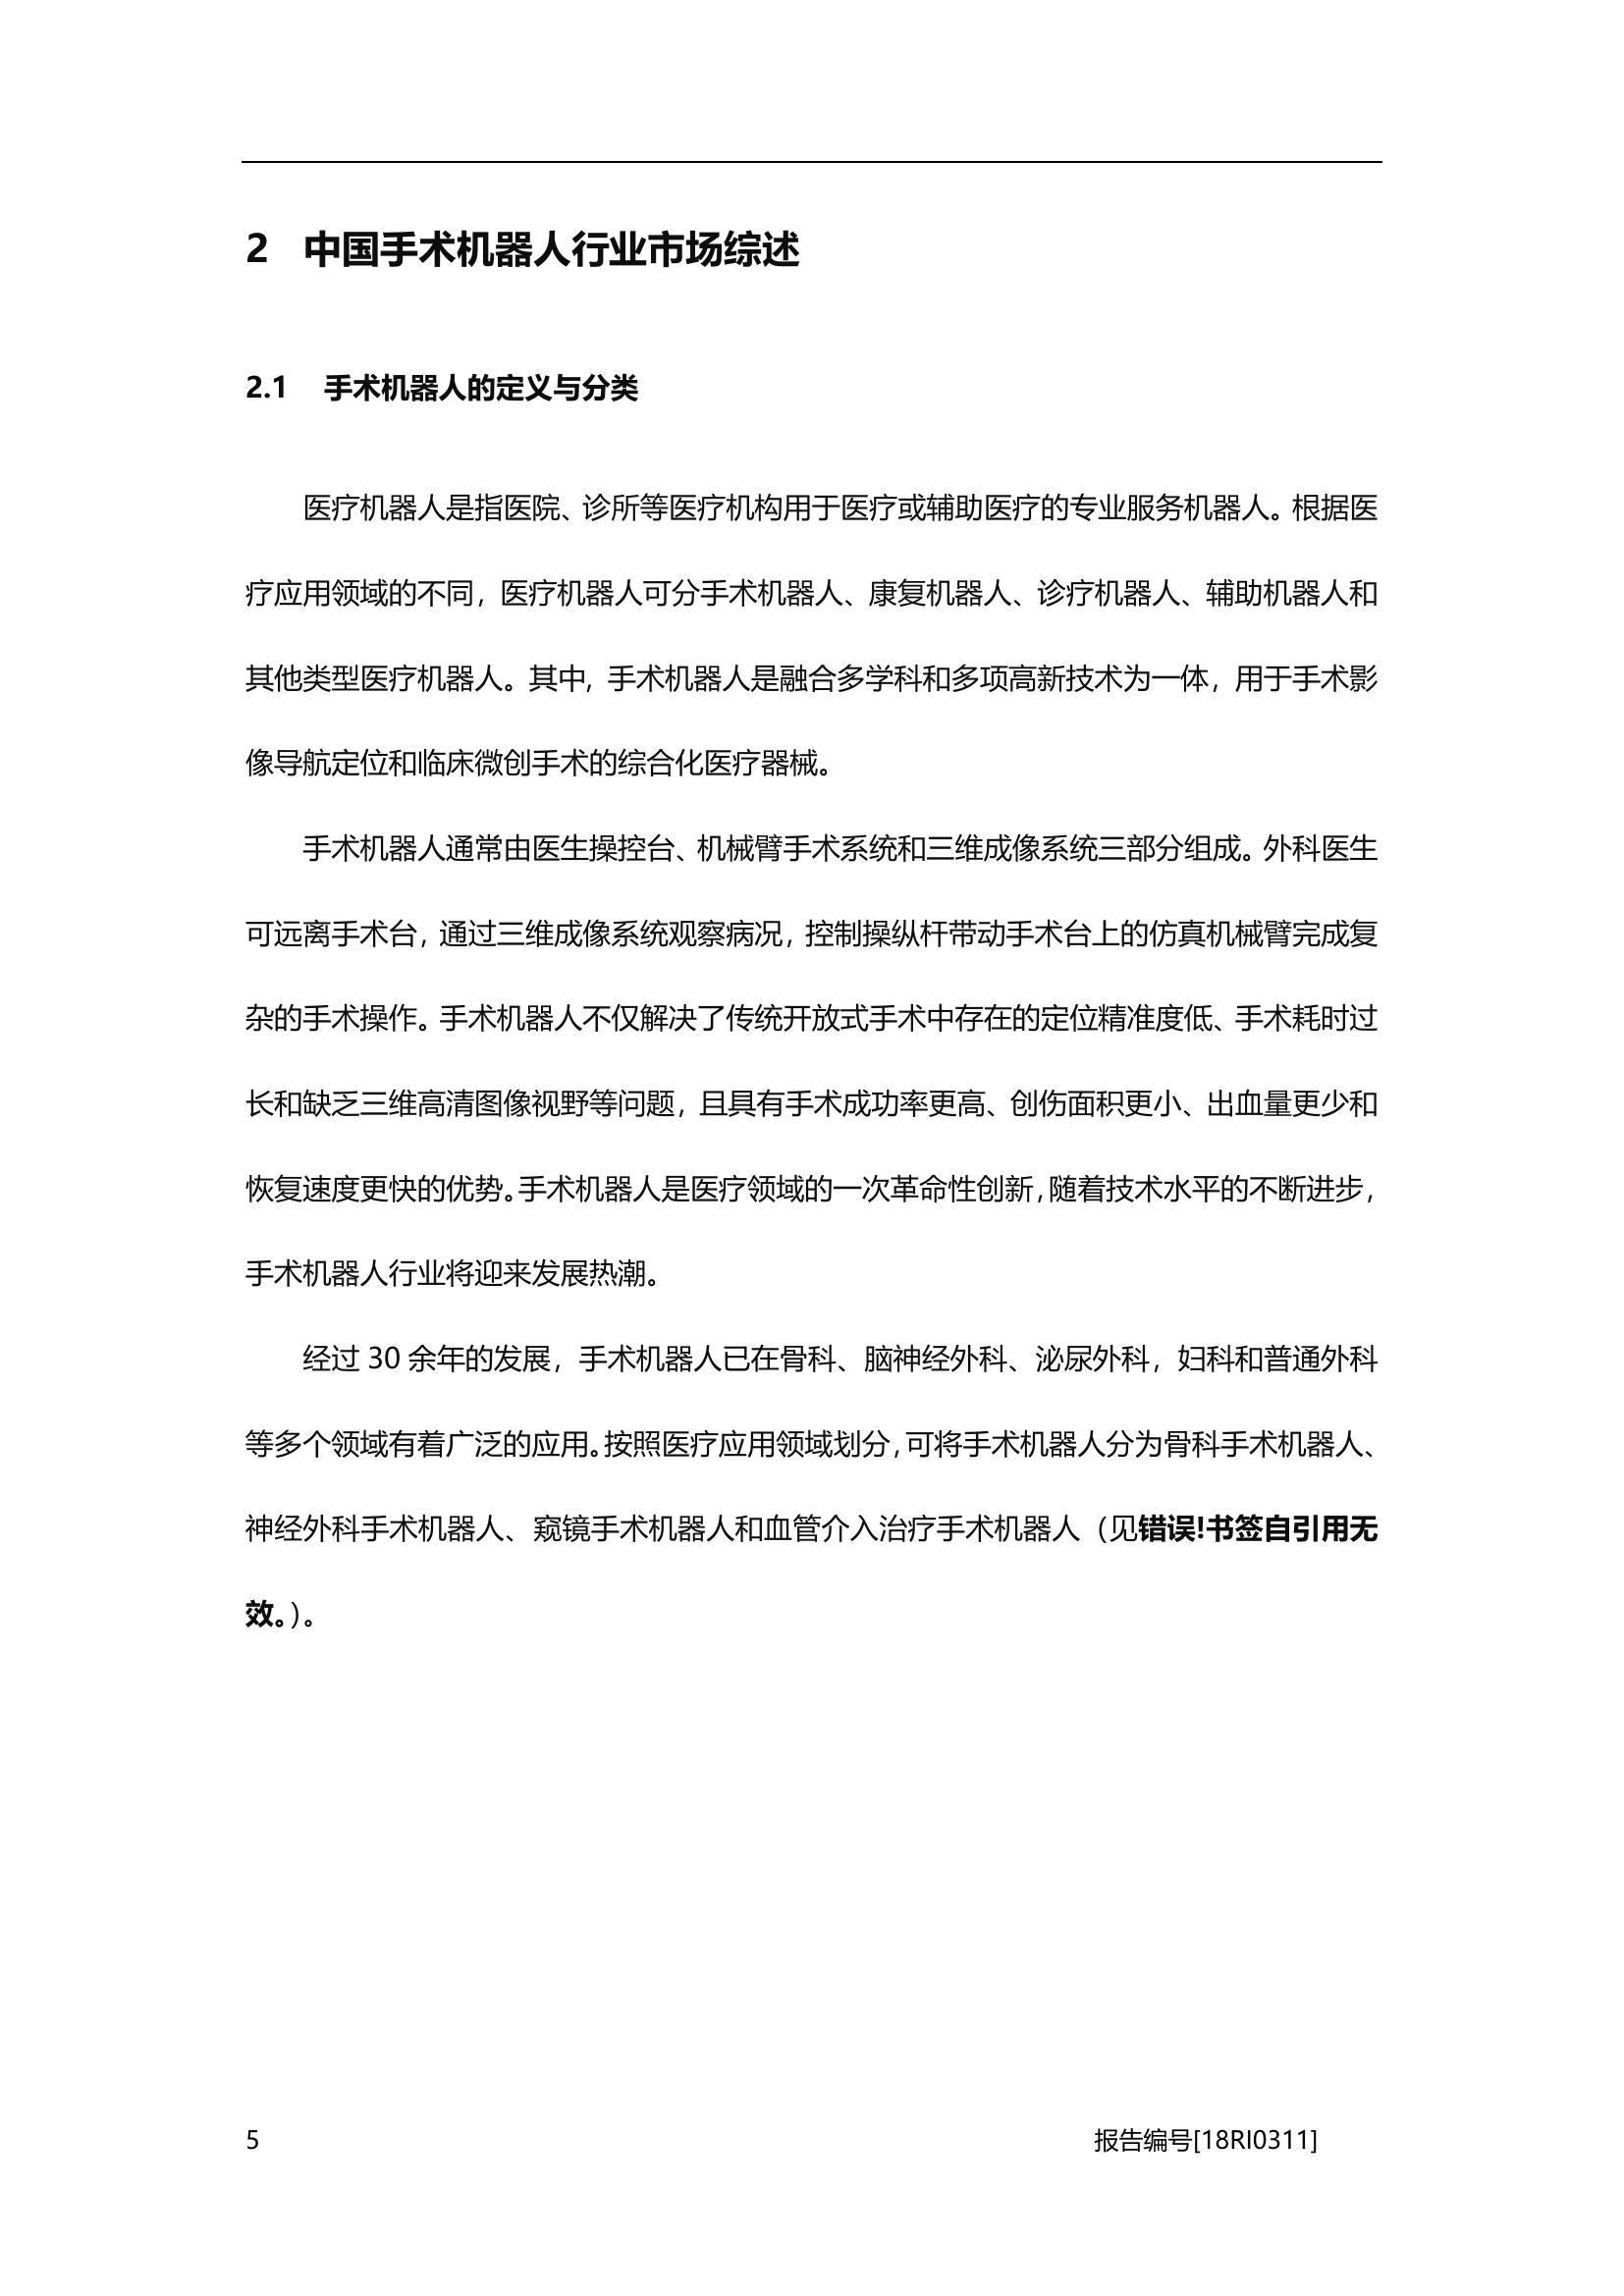 2 中国手术机器人行业市场综述
2.1 手术机器人的定义与分类
医疗机器人是指医院、诊所等医疗机构用于医疗或辅助医疗的专业服务机器人。根据医
疗应用领域的不同，医疗机器人可分手术机器人、康复机器人、诊疗机器人、辅助机器人和
其他类型医疗机器人。其中，手术机器人是融合多学科和多项高新技术为一体，用于手术影
像导航定位和临床微创手术的综合化医疗器械。
手术机器人通常由医生操控台、机械臂手术系统和三维成像系统三部分组成。外科医生
可远离手术台，通过三维成像系统观察病况，控制操纵杆带动手术台上的仿真机械臂完成复
杂的手术操作。手术机器人不仅解决了传统开放式手术中存在的定位精准度低、手术耗时过
长和缺乏三维高清图像视野等问题，且具有手术成功率更高、创伤面积更小、出血量更少和
恢复速度更快的优势。手术机器人是医疗领域的一次革命性创新，随着技术水平的不断进步，
手术机器人行业将迎来发展热潮。
经过 30 余年的发展，手术机器人已在骨科、脑神经外科、泌尿外科，妇科和普通外科
等多个领域有着广泛的应用。按照医疗应用领域划分，可将手术机器人分为骨科手术机器人、
神经外科手术机器人、窥镜手术机器人和血管介入治疗手术机器人（见错误!书签自引用无
效。）。
5 报告编号[18RI0311]